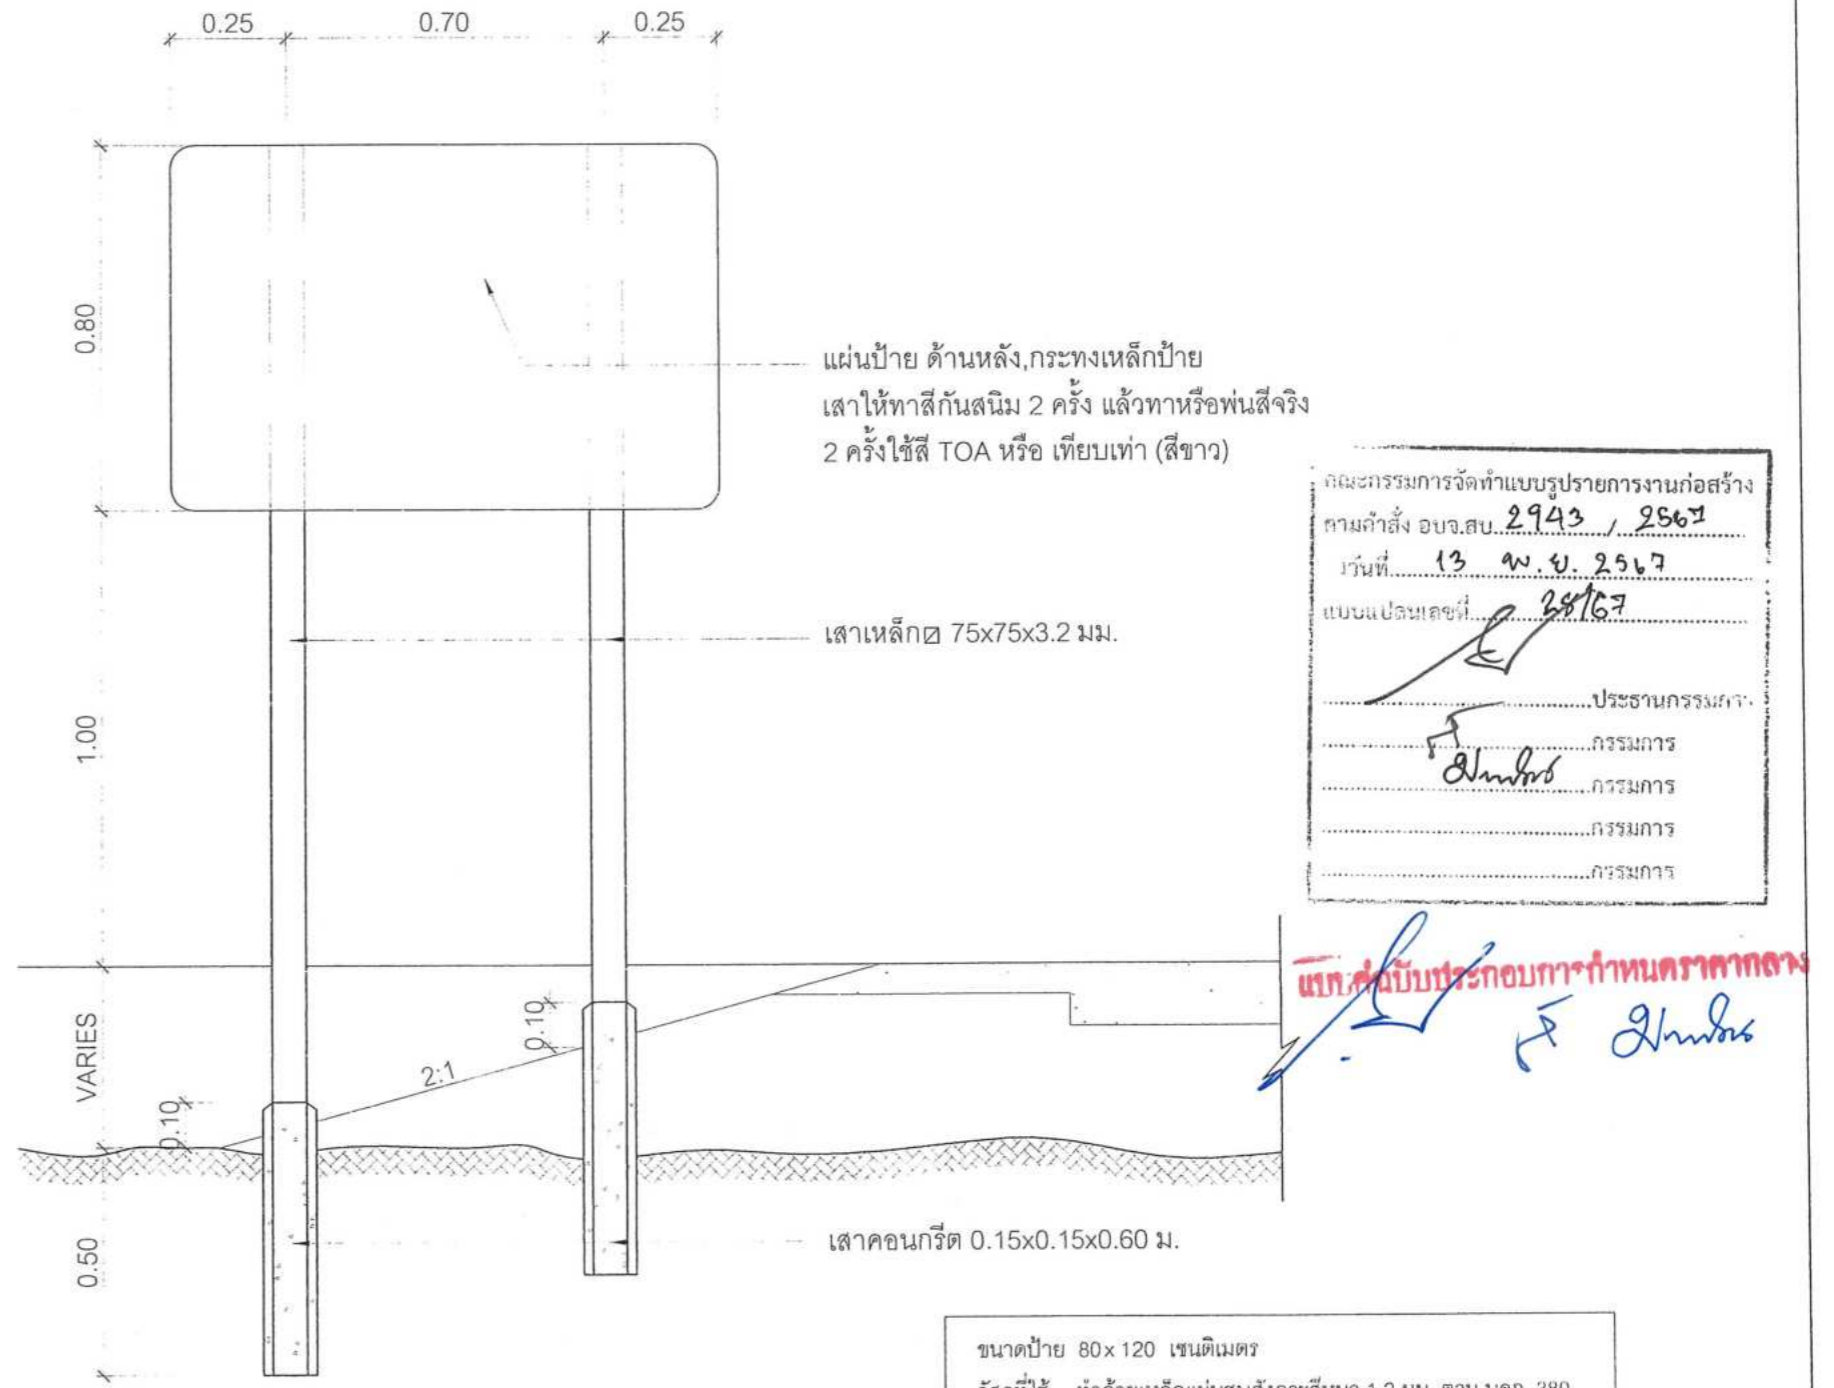 0.25 0.70 0.25
0.80
แผ่นป้าย ด้านหลัง,กระทงเหล็กป้าย
เสาให้ทาสีกันสนิม 2 ครั้ง แล้วทาหรือพ่นสีจริง
2 ครั้งใช้สี TOA หรือ เทียบเท่า (สีขาว)
คณะกรรมการจัดทำแบบรูปรายการงานก่อสร้าง
ตามคำสั่ง อบจ.สบ. 2943 / 2567
วันที่ 13 พ.ย. 2567
แบบแปลนเลขที่ 28/67
ประธานกรรมการ
กรรมการ
กรรมการ
กรรมการ
กรรมการ
เสาเหล็ก 75x75x3.2 มม.
1.00
แบบต้นฉบับประกอบการกำหนดราคากลาง
VARIES
0.10
0.10
2:1
0.50
เสาคอนกรีต 0.15x0.15x0.60 ม.
ขนาดป้าย 80x120 เซนติเมตร